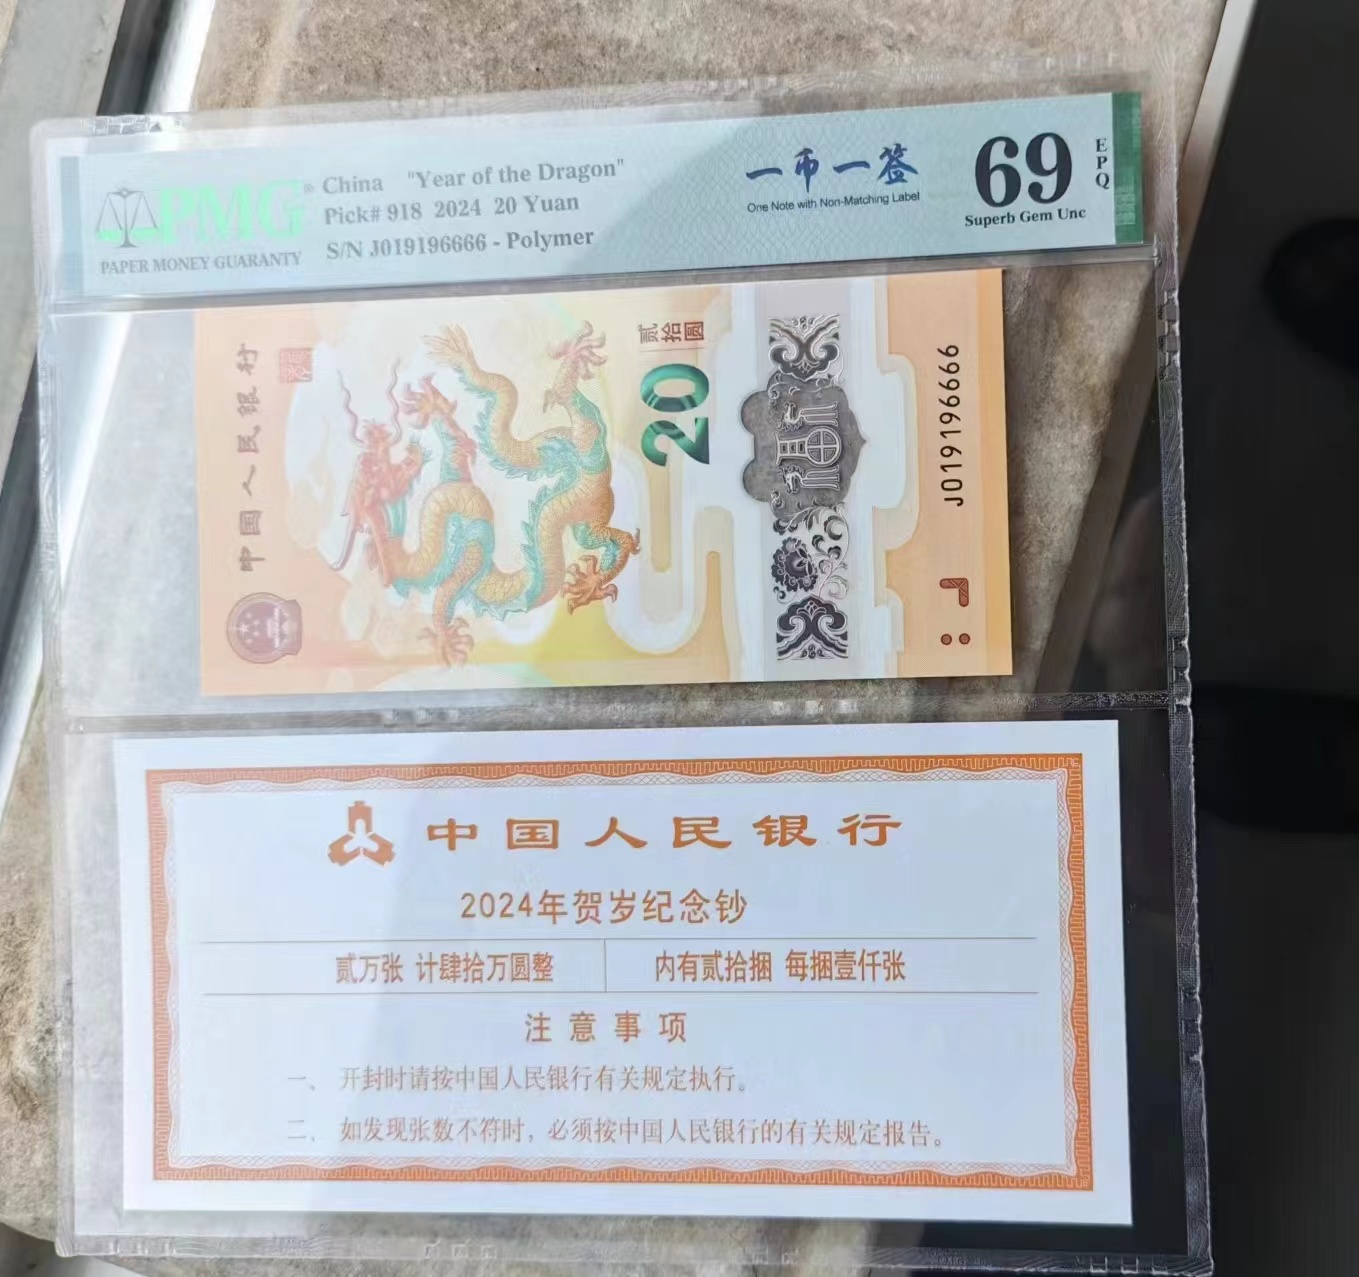 PMG®
PAPER MONEY GUARANTY
China "Year of the Dragon"
Pick# 918 2024 20 Yuan
S/N J019196666 - Polymer
一币一签
One Note with Non-Matching Label
69
EPQ
Superb Gem Unc
中国人民银行
贰拾圆
20
J019196666
中国人民银行
2024年贺岁纪念钞
贰万张 计肆拾万圆整
内有贰拾捆 每捆壹仟张
注意事项
一、开封时请按中国人民银行有关规定执行。
二、如发现张数不符时，必须按中国人民银行的有关规定报告。